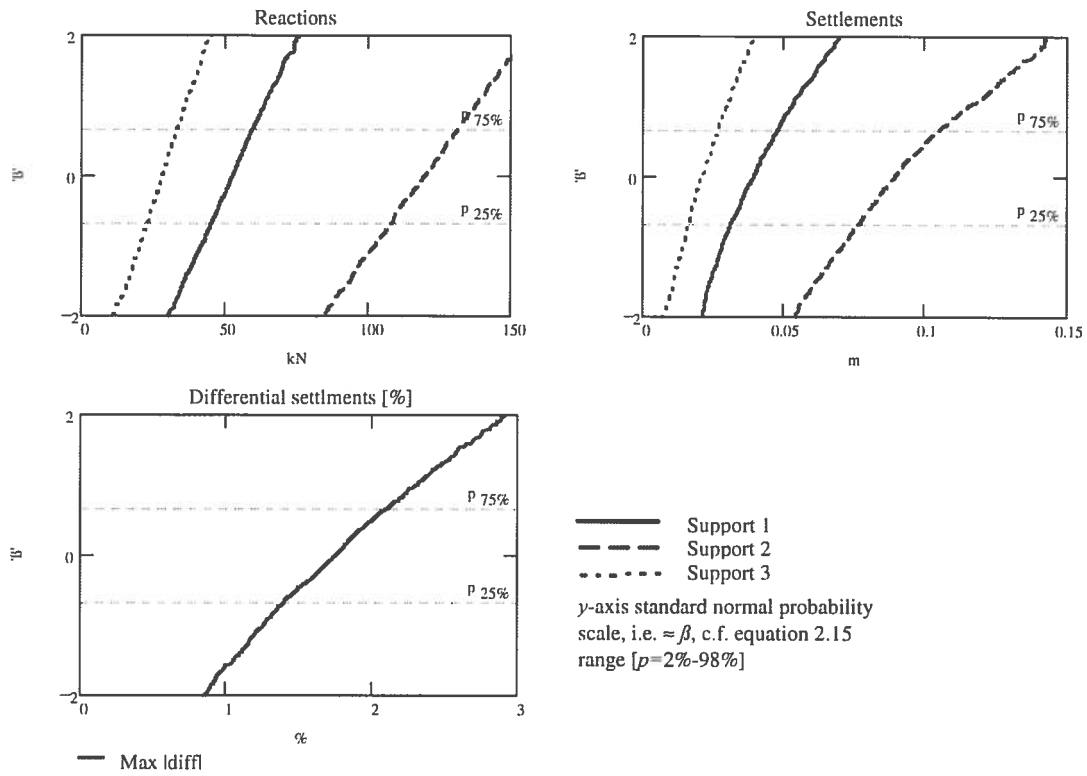 Reactions
2
0
−2
'β'
P 75%
P 25%
0
50
100
150
kN
Settlements
2
0
−2
'β'
P 75%
P 25%
0
0.05
0.1
0.15
m
Differential settlments [%]
2
0
−2
'β'
P 75%
P 25%
0
1
2
3
%
Max |diff|
Support 1
Support 2
Support 3
y-axis standard normal probability
scale, i.e. ≈ β, c.f. equation 2.15
range [p=2%-98%]